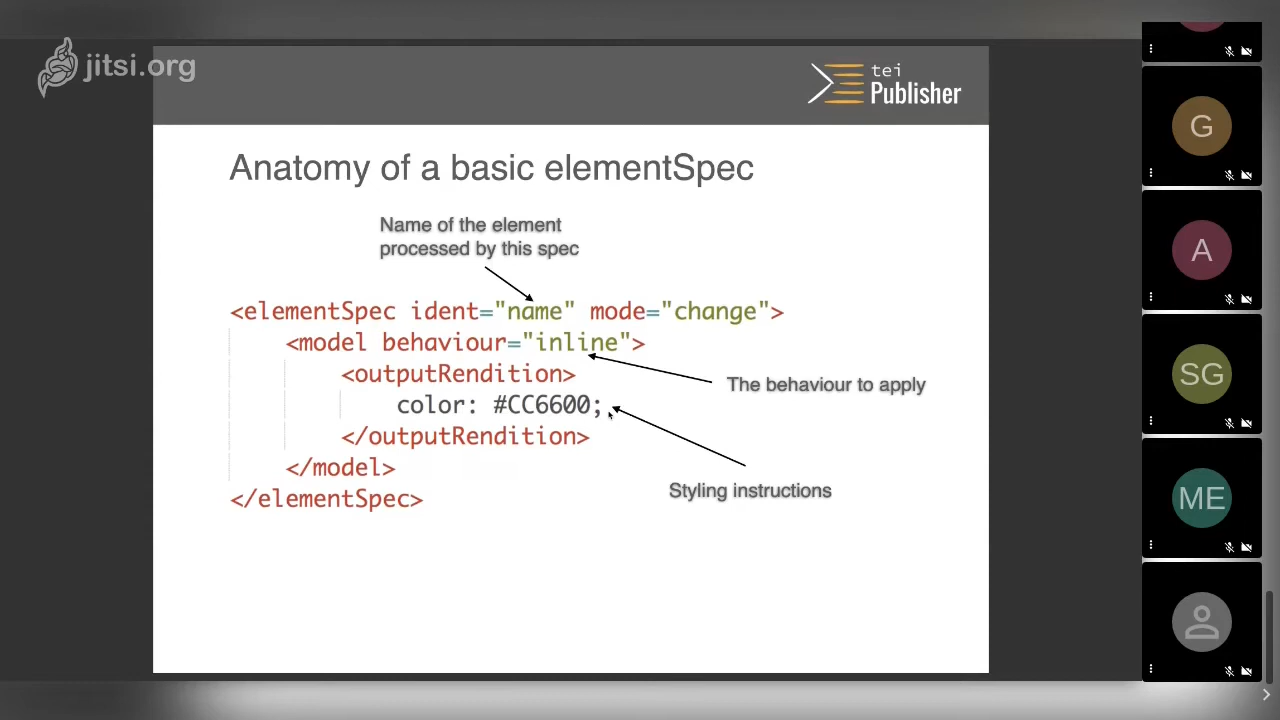 jitsi.org
tei
Publisher
Anatomy of a basic elementSpec
Name of the element
processed by this spec
<elementSpec ident="name" mode="change">
<model behaviour="inline">
<outputRendition>
The behaviour to apply
color: #CC6600;
</outputRendition>
</model>
Styling instructions
</elementSpec>
G
A
SG
ME